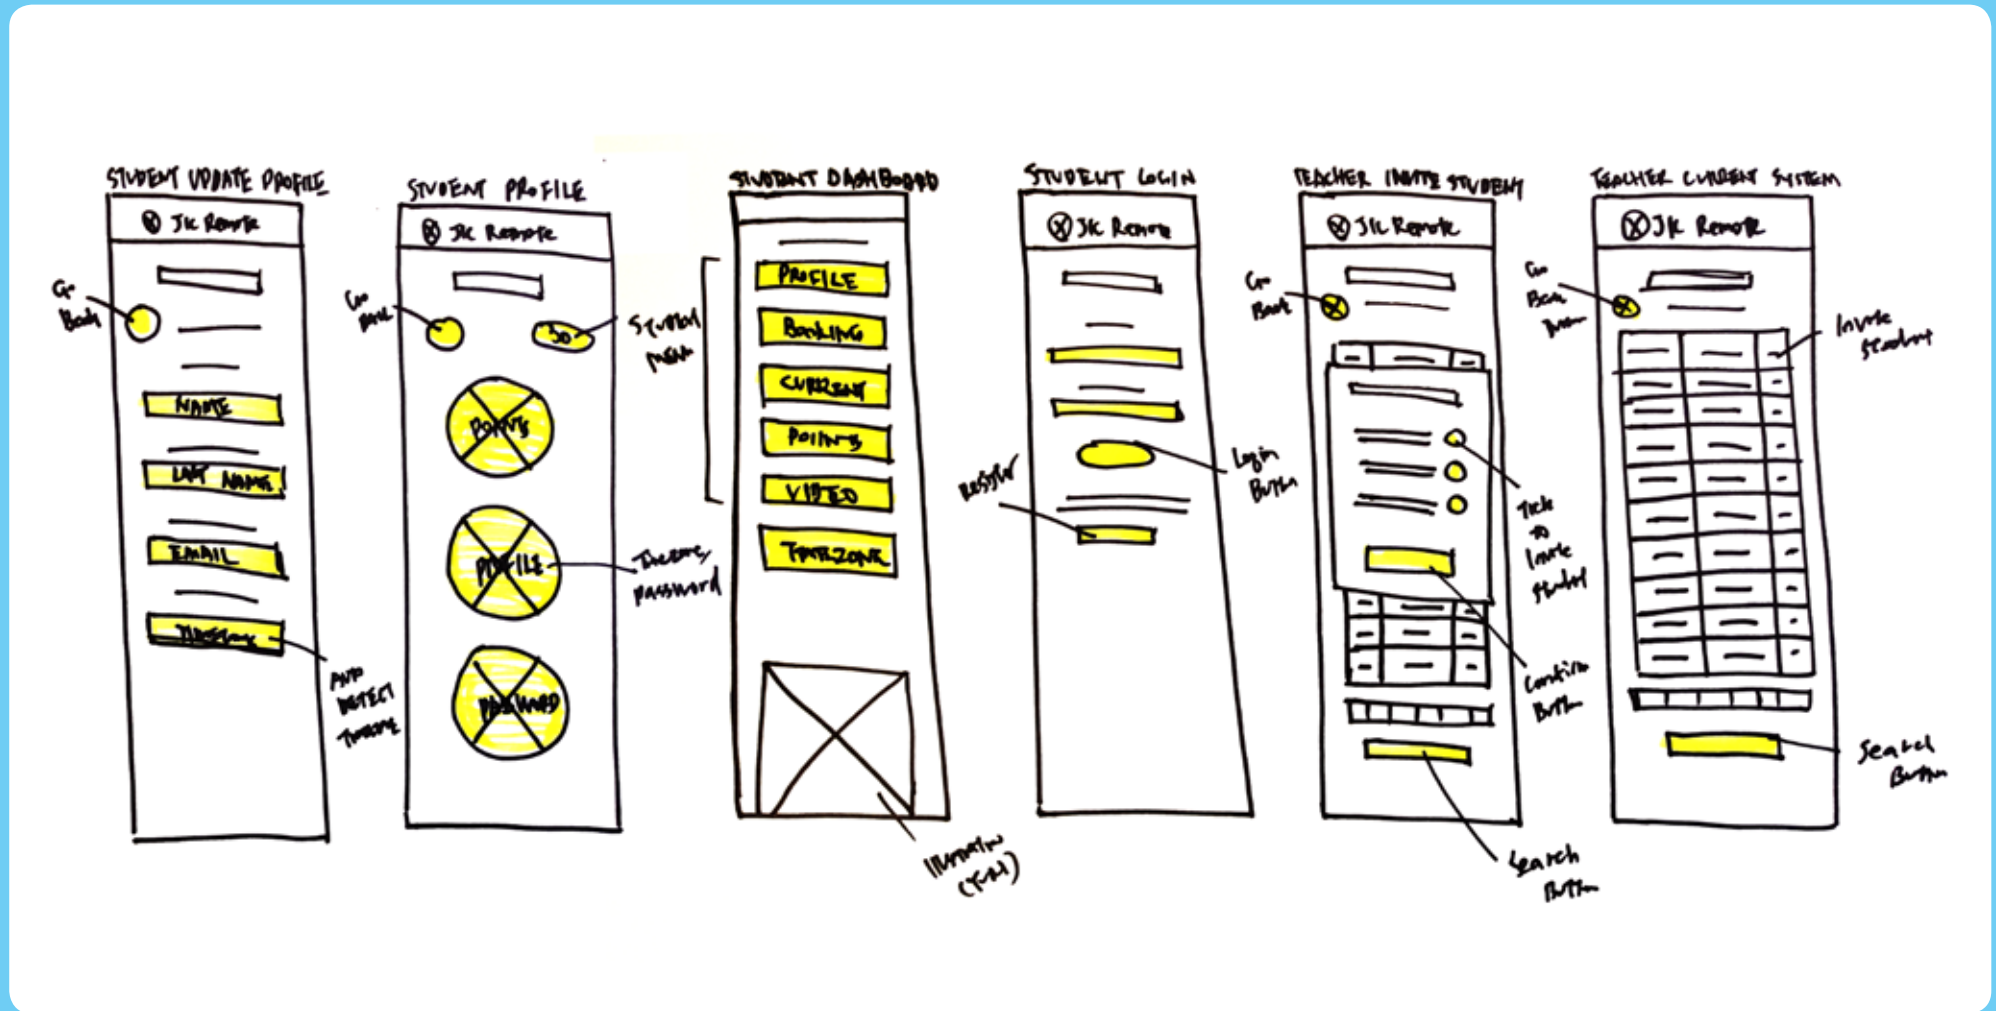 STUDENT UPDATE PROFILE
JK Remote
Go
Back
NAME
LAST NAME
EMAIL
TIMEZONE
AUTO
DETECT
TIMEZONE
STUDENT PROFILE
JK Remote
Go
Back
POINTS
PROFILE
Timezone,
password
PASSWORD
STUDENT DASHBOARD
STUDENT
MENU
PROFILE
BOOKING
CURRENT
POINTS
VIDEO
TIMEZONE
Illustration
STUDENT LOGIN
JK Remote
Login
Button
Register
TEACHER INVITE STUDENT
JK Remote
Go
Back
Tick
to
Invite
student
Confirm
Button
Search
Button
TEACHER CURRENT SYSTEM
JK Remote
Go
Back
Invite
student
Search
Button